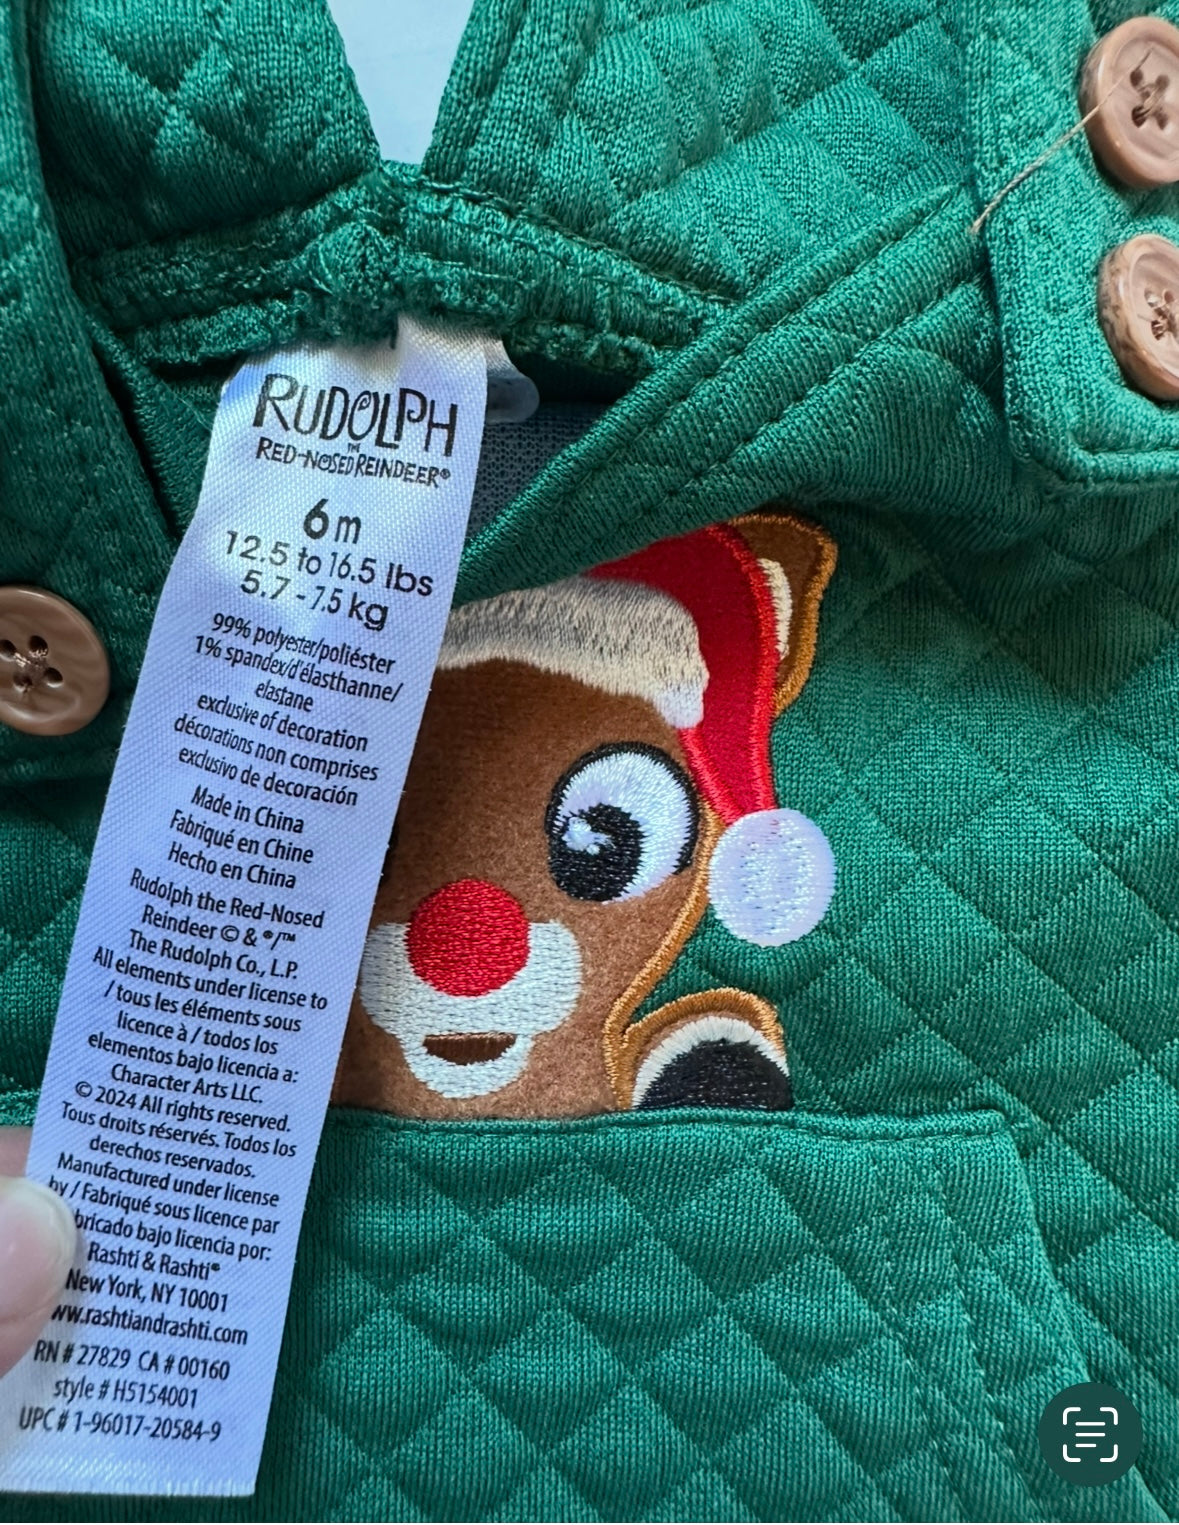 RUDOLPH
THE
RED-NOSED REINDEER®
6m
12.5 to 16.5 lbs
5.7 - 7.5 kg
99% polyester/poliéster
1% spandex/d'élasthanne/
elastane
exclusive of decoration
décorations non comprises
exclusivo de decoración
Made in China
Fabriqué en Chine
Hecho en China
Rudolph the Red-Nosed
Reindeer © & ®/™
The Rudolph Co., L.P.
All elements under license to
/ tous les éléments sous
licence à / todos los
elementos bajo licencia a:
Character Arts LLC.
© 2024 All rights reserved.
Tous droits réservés. Todos los
derechos reservados.
Manufactured under license
by / Fabriqué sous licence par
bricado bajo licencia por:
Rashti & Rashti®
New York, NY 10001
ww.rashtiandrashti.com
RN # 27829 CA # 00160
style # H5154001
UPC # 1-96017-20584-9